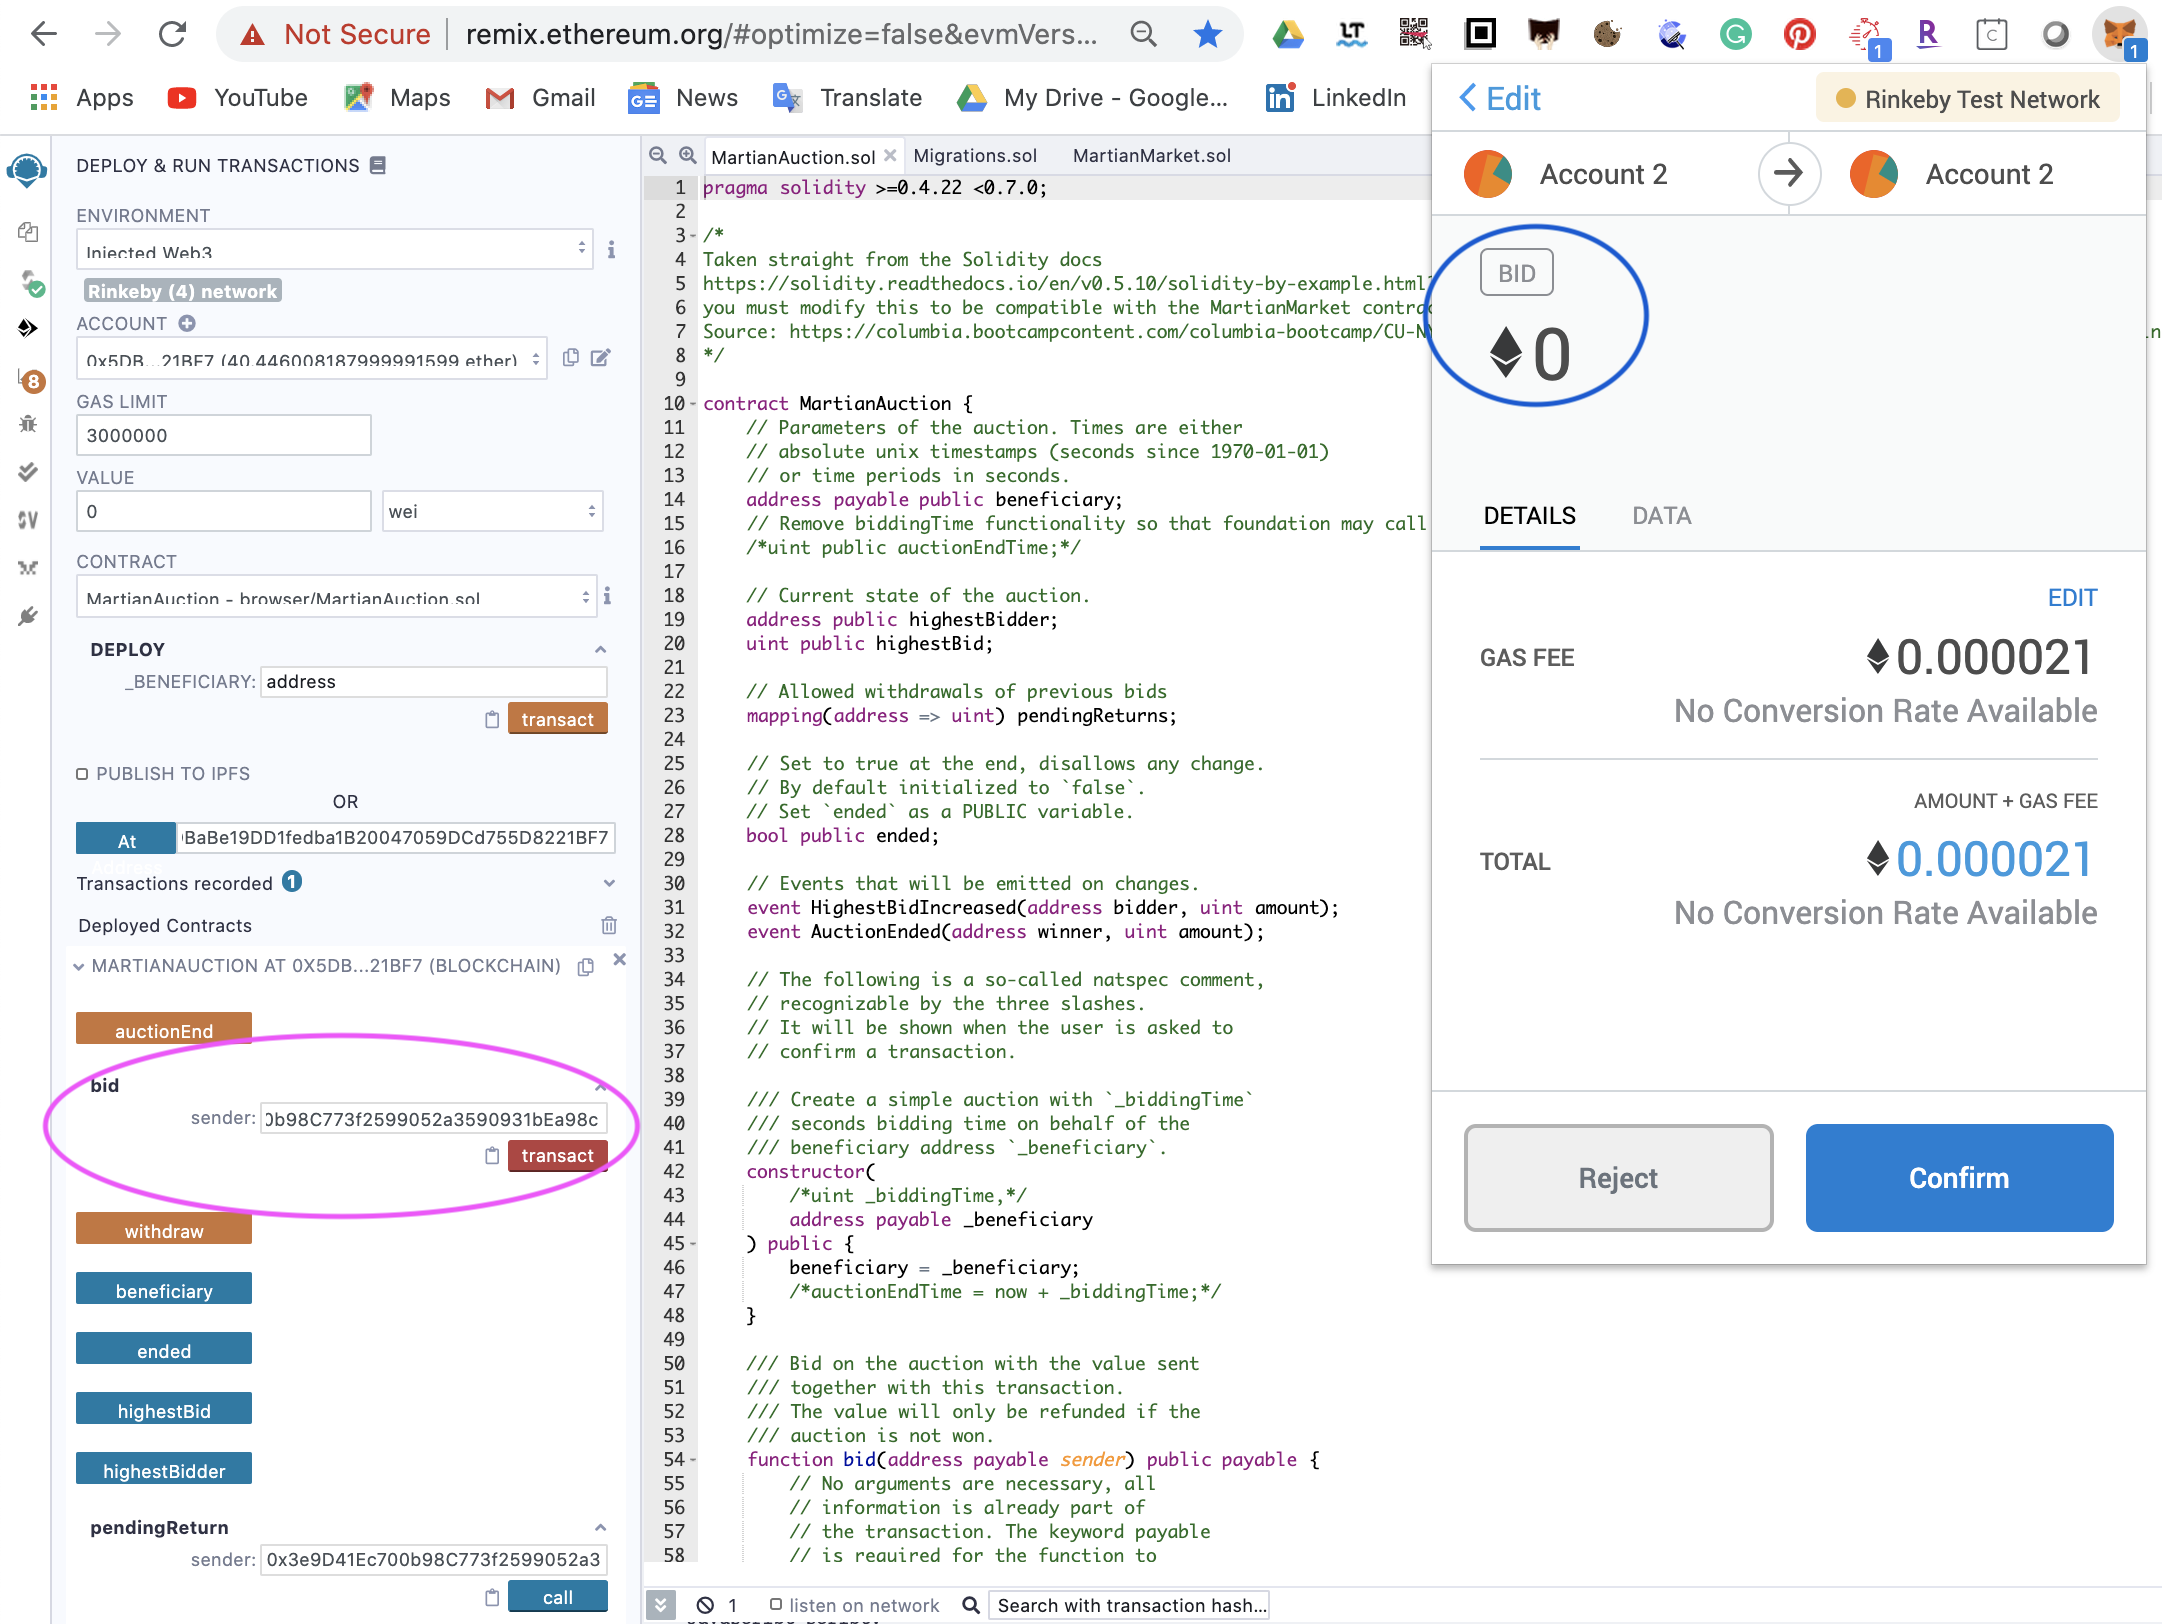 Not Secure
remix.ethereum.org/#optimize=false&evmVers...
1
1
Apps
YouTube
Maps
Gmail
News
Translate
My Drive - Google...
LinkedIn
DEPLOY & RUN TRANSACTIONS
ENVIRONMENT
Injected Web3
Rinkeby (4) network
ACCOUNT
0x5DB...21BF7 (40.446008187999991599 ether)
8
GAS LIMIT
3000000
VALUE
0
wei
CONTRACT
MartianAuction - browser/MartianAuction.sol
DEPLOY
_BENEFICIARY: address
transact
PUBLISH TO IPFS
OR
At
BaBe19DD1fedba1B20047059DCd755D8221BF7
Transactions recorded 1
Deployed Contracts
MARTIANAUCTION AT 0X5DB...21BF7 (BLOCKCHAIN)
auctionEnd
bid
sender: 0b98C773f2599052a3590931bEa98c
transact
withdraw
beneficiary
ended
highestBid
highestBidder
pendingReturn
sender: 0x3e9D41Ec700b98C773f2599052a3
call
MartianAuction.sol
Migrations.sol
MartianMarket.sol
1 pragma solidity >=0.4.22 <0.7.0;
2
3 /*
4 Taken straight from the Solidity docs
5 https://solidity.readthedocs.io/en/v0.5.10/solidity-by-example.html
6 you must modify this to be compatible with the MartianMarket contrac
7 Source: https://columbia.bootcampcontent.com/columbia-bootcamp/CU-N
8 */
9
10 contract MartianAuction {
11 // Parameters of the auction. Times are either
12 // absolute unix timestamps (seconds since 1970-01-01)
13 // or time periods in seconds.
14 address payable public beneficiary;
15 // Remove biddingTime functionality so that foundation may call
16 /*uint public auctionEndTime;*/
17
18 // Current state of the auction.
19 address public highestBidder;
20 uint public highestBid;
21
22 // Allowed withdrawals of previous bids
23 mapping(address => uint) pendingReturns;
24
25 // Set to true at the end, disallows any change.
26 // By default initialized to `false`.
27 // Set `ended` as a PUBLIC variable.
28 bool public ended;
29
30 // Events that will be emitted on changes.
31 event HighestBidIncreased(address bidder, uint amount);
32 event AuctionEnded(address winner, uint amount);
33
34 // The following is a so-called natspec comment,
35 // recognizable by the three slashes.
36 // It will be shown when the user is asked to
37 // confirm a transaction.
38
39 /// Create a simple auction with `_biddingTime`
40 /// seconds bidding time on behalf of the
41 /// beneficiary address `_beneficiary`.
42 constructor(
43 /*uint _biddingTime,*/
44 address payable _beneficiary
45 ) public {
46 beneficiary = _beneficiary;
47 /*auctionEndTime = now + _biddingTime;*/
48 }
49
50 /// Bid on the auction with the value sent
51 /// together with this transaction.
52 /// The value will only be refunded if the
53 /// auction is not won.
54 function bid(address payable sender) public payable {
55 // No arguments are necessary, all
56 // information is already part of
57 // the transaction. The keyword payable
58 // is required for the function to
1
listen on network
Search with transaction hash...
Edit
Rinkeby Test Network
Account 2
Account 2
BID
0
DETAILS
DATA
EDIT
GAS FEE
0.000021
No Conversion Rate Available
AMOUNT + GAS FEE
TOTAL
0.000021
No Conversion Rate Available
Reject
Confirm